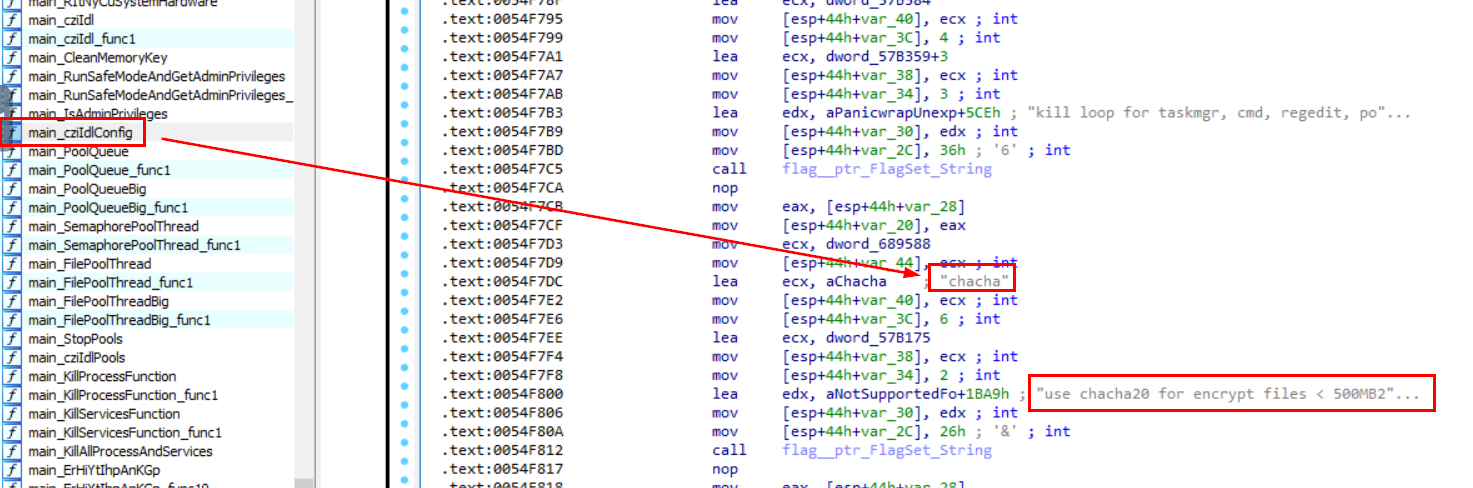 main_RItNyCuSystemHardware
main_cziIdl
main_cziIdl_func1
main_CleanMemoryKey
main_RunSafeModeAndGetAdminPrivileges
main_RunSafeModeAndGetAdminPrivileges_
main_IsAdminPrivileges
main_cziIdlConfig
main_PoolQueue
main_PoolQueue_func1
main_PoolQueueBig
main_PoolQueueBig_func1
main_SemaphorePoolThread
main_SemaphorePoolThread_func1
main_FilePoolThread
main_FilePoolThread_func1
main_FilePoolThreadBig
main_FilePoolThreadBig_func1
main_StopPools
main_cziIdlPools
main_KillProcessFunction
main_KillProcessFunction_func1
main_KillServicesFunction
main_KillServicesFunction_func1
main_KillAllProcessAndServices
main_ErHiYtIhpAnKGp
main_ErHiYtIhpAnKGp_func10
.text:0054F78F lea ecx, dword_57B584
.text:0054F795 mov [esp+44h+var_40], ecx ; int
.text:0054F799 mov [esp+44h+var_3C], 4 ; int
.text:0054F7A1 lea ecx, dword_57B359+3
.text:0054F7A7 mov [esp+44h+var_38], ecx ; int
.text:0054F7AB mov [esp+44h+var_34], 3 ; int
.text:0054F7B3 lea edx, aPanicwrapUnexp+5CEh ; "kill loop for taskmgr, cmd, regedit, po"...
.text:0054F7B9 mov [esp+44h+var_30], edx ; int
.text:0054F7BD mov [esp+44h+var_2C], 36h ; '6' ; int
.text:0054F7C5 call flag__ptr_FlagSet_String
.text:0054F7CA nop
.text:0054F7CB mov eax, [esp+44h+var_28]
.text:0054F7CF mov [esp+44h+var_20], eax
.text:0054F7D3 mov ecx, dword_689588
.text:0054F7D9 mov [esp+44h+var_44], ecx ; int
.text:0054F7DC lea ecx, aChacha ; "chacha"
.text:0054F7E2 mov [esp+44h+var_40], ecx ; int
.text:0054F7E6 mov [esp+44h+var_3C], 6 ; int
.text:0054F7EE lea ecx, dword_57B175
.text:0054F7F4 mov [esp+44h+var_38], ecx ; int
.text:0054F7F8 mov [esp+44h+var_34], 2 ; int
.text:0054F800 lea edx, aNotSupportedFo+1BA9h ; "use chacha20 for encrypt files < 500MB2"...
.text:0054F806 mov [esp+44h+var_30], edx ; int
.text:0054F80A mov [esp+44h+var_2C], 26h ; '&' ; int
.text:0054F812 call flag__ptr_FlagSet_String
.text:0054F817 nop
.text:0054F818 mov eax, [esp+44h+var_28]